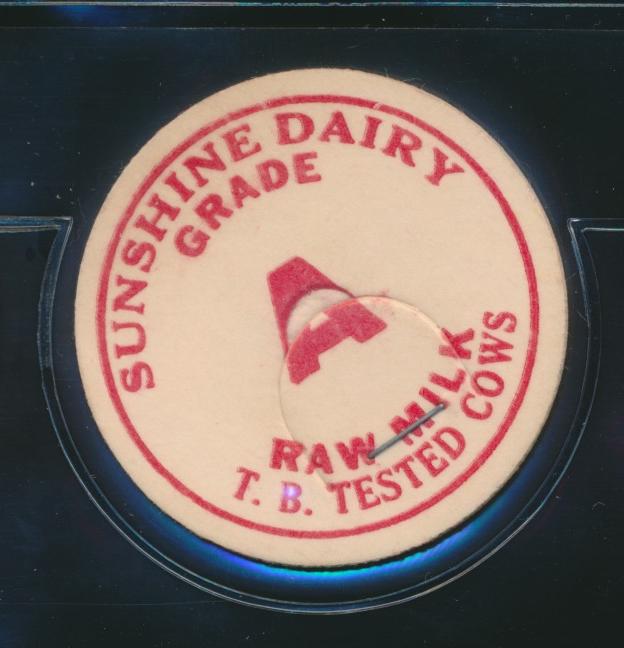 SUNSHINE DAIRY
GRADE
A
RAW MILK
T. B. TESTED COWS